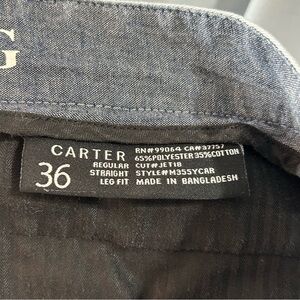 G
CARTER RN#99064 CA#37757
REGULAR 65%POLYESTER35%COTTON
36 STRAIGHT CUT#JET18
LEG FIT STYLE#M355YCAR
MADE IN BANGLADESH